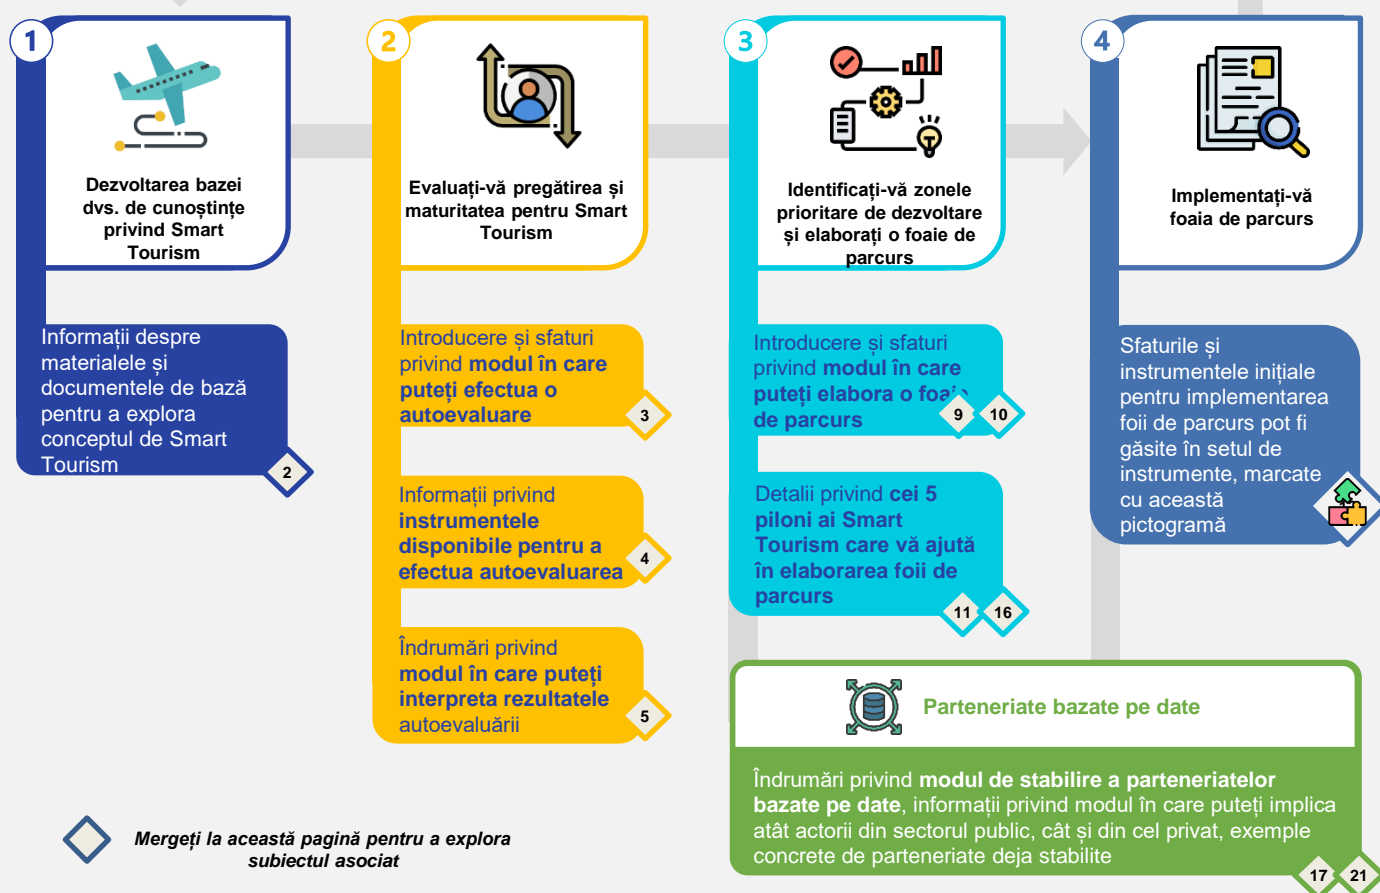 1
Dezvoltarea bazei
dvs. de cunoștințe
privind Smart
Tourism
Informații despre
materialele și
documentele de bază
pentru a explora
conceptul de Smart
Tourism
2
2
Evaluați-vă pregătirea și
maturitatea pentru Smart
Tourism
Introducere și sfaturi
privind modul în care
puteți efectua o
autoevaluare
3
Informații privind
instrumentele
disponibile pentru a
efectua autoevaluarea
4
Îndrumări privind
modul în care puteți
interpreta rezultatele
autoevaluării
5
3
Identificați-vă zonele
prioritare de dezvoltare
și elaborați o foaie de
parcurs
Introducere și sfaturi
privind modul în care
puteți elabora o foaie
de parcurs
9 10
Detalii privind cei 5
piloni ai Smart
Tourism care vă ajută
în elaborarea foii de
parcurs
11 16
4
Implementați-vă
foaia de parcurs
Sfaturile și
instrumentele inițiale
pentru implementarea
foii de parcurs pot fi
găsite în setul de
instrumente, marcate
cu această
pictogramă
Parteneriate bazate pe date
Îndrumări privind modul de stabilire a parteneriatelor
bazate pe date, informații privind modul în care puteți implica
atât actorii din sectorul public, cât și din cel privat, exemple
concrete de parteneriate deja stabilite
17 21
Mergeți la această pagină pentru a explora
subiectul asociat